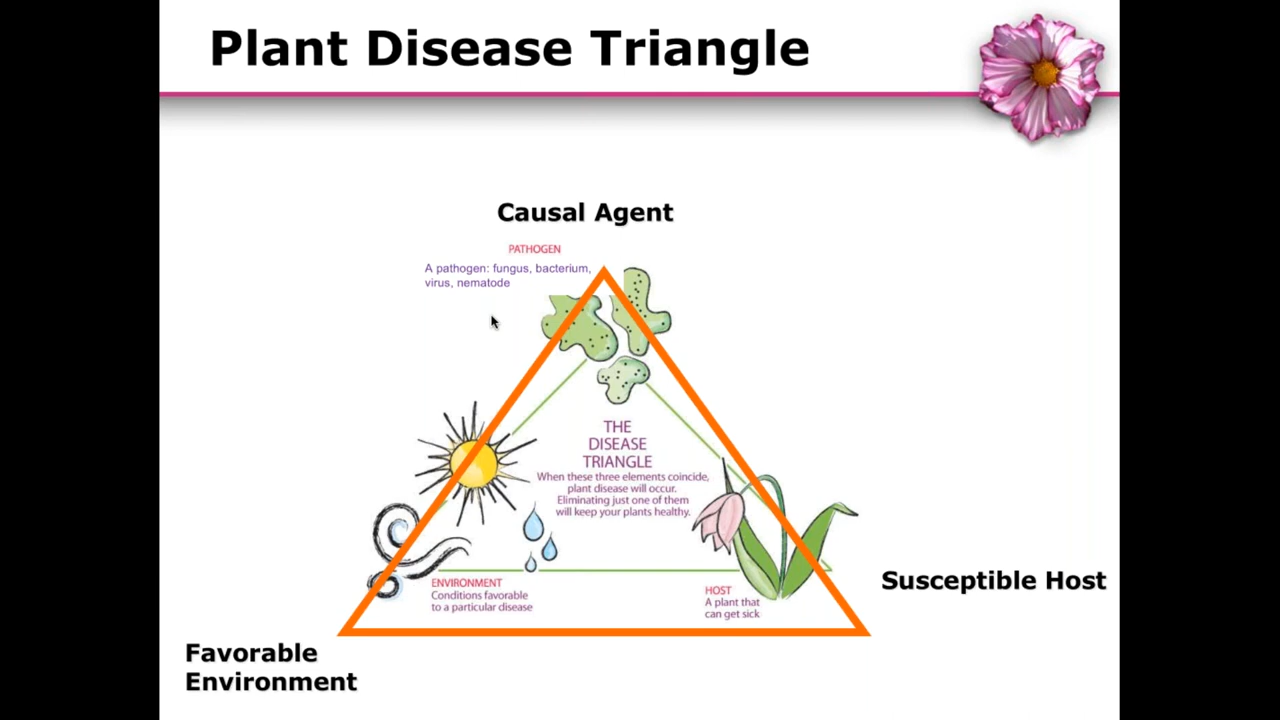 Plant Disease Triangle
Causal Agent
PATHOGEN
A pathogen: fungus, bacterium,
virus, nematode
THE
DISEASE
TRIANGLE
When these three elements coincide,
plant disease will occur.
Eliminating just one of them
will keep your plants healthy.
ENVIRONMENT
Conditions favorable
to a particular disease
HOST
A plant that
can get sick
Susceptible Host
Favorable
Environment